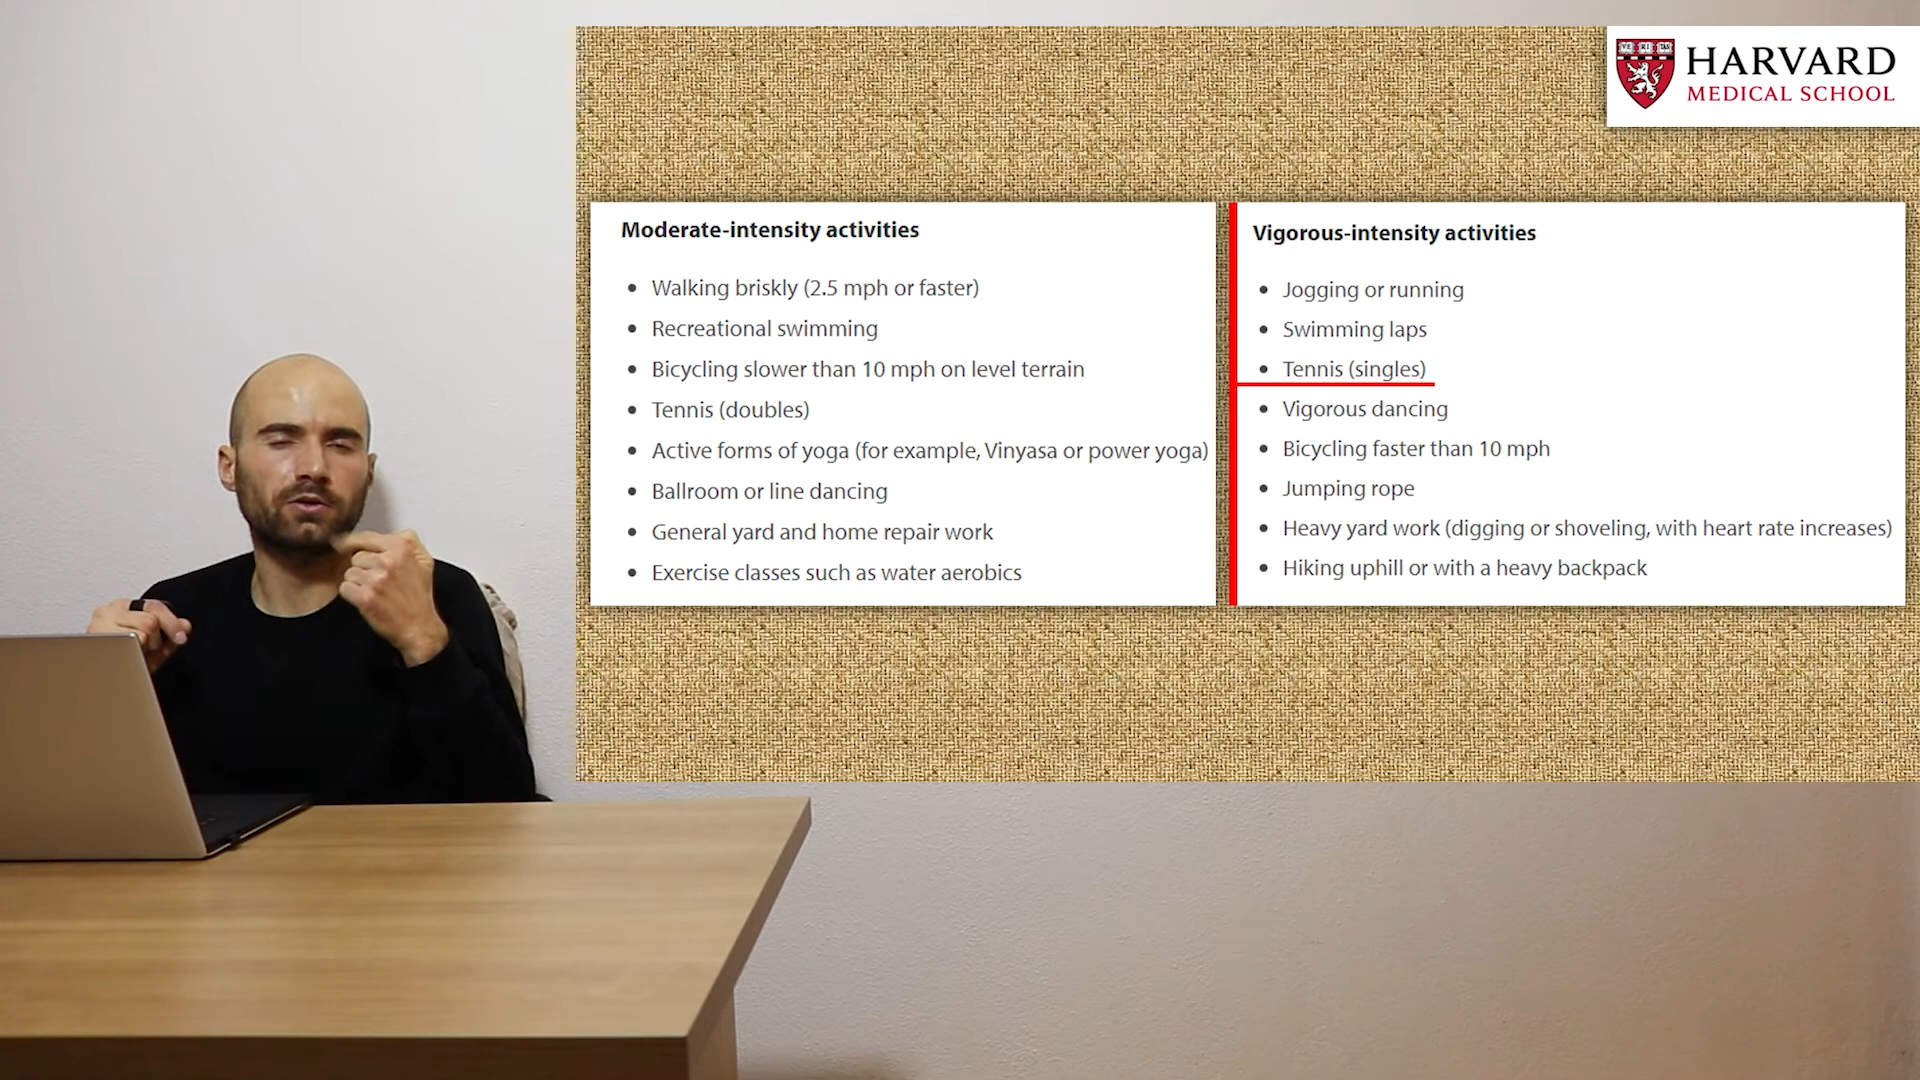 VE RI TAS
HARVARD
MEDICAL SCHOOL
Moderate-intensity activities
Walking briskly (2.5 mph or faster)
Recreational swimming
Bicycling slower than 10 mph on level terrain
Tennis (doubles)
Active forms of yoga (for example, Vinyasa or power yoga)
Ballroom or line dancing
General yard and home repair work
Exercise classes such as water aerobics
Vigorous-intensity activities
Jogging or running
Swimming laps
Tennis (singles)
Vigorous dancing
Bicycling faster than 10 mph
Jumping rope
Heavy yard work (digging or shoveling, with heart rate increases)
Hiking uphill or with a heavy backpack